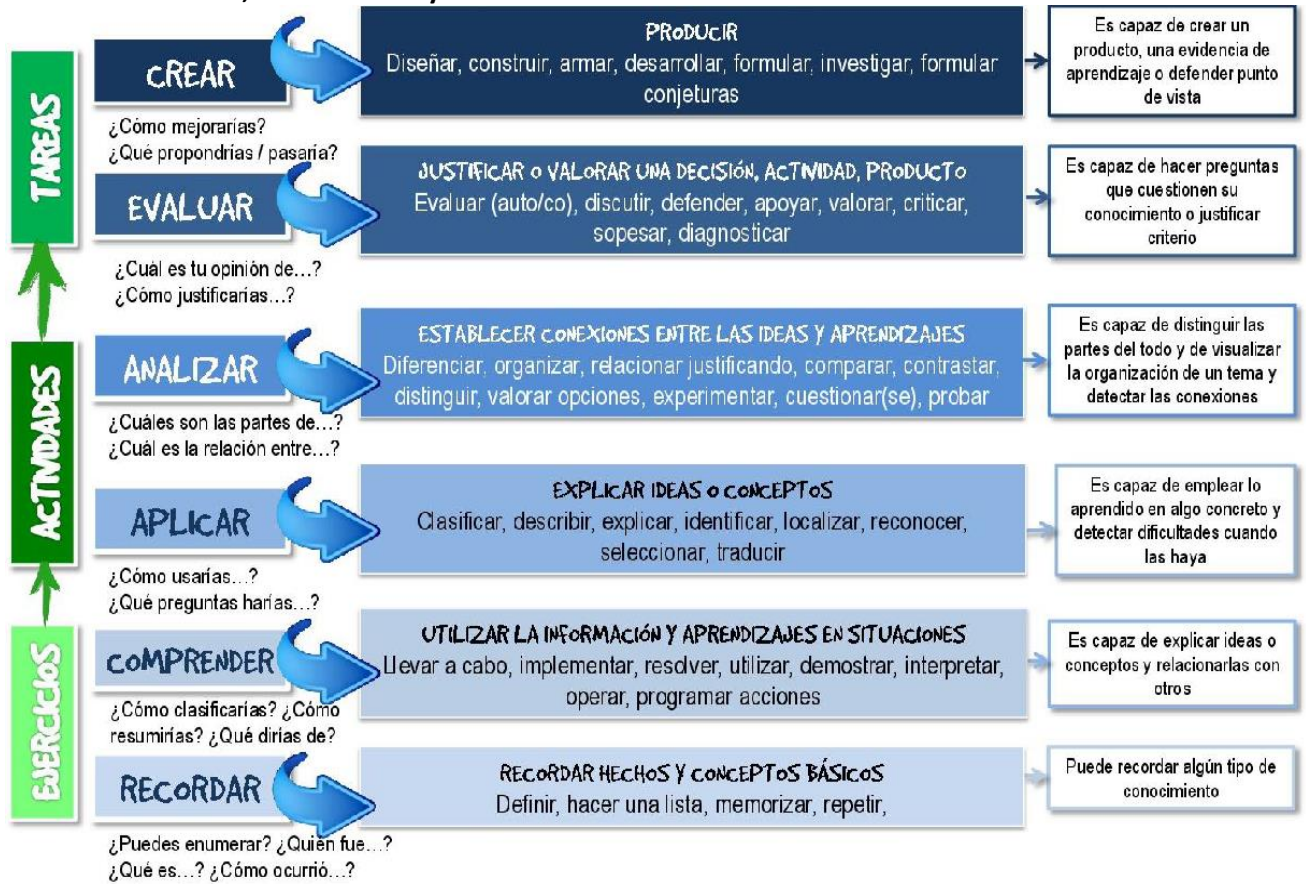 TAREAS
CREAR
PRODUCIR
Diseñar, construir, armar, desarrollar, formular, investigar, formular
conjeturas
Es capaz de crear un
producto, una evidencia de
aprendizaje o defender punto
de vista
¿Cómo mejorarías?
¿Qué propondrías / pasaría?
EVALUAR
JUSTIFICAR O VALORAR UNA DECISIÓN, ACTIVIDAD, PRODUCTO
Evaluar (auto/co), discutir, defender, apoyar, valorar, criticar,
sopesar, diagnosticar
Es capaz de hacer preguntas
que cuestionen su
conocimiento o justificar
criterio
¿Cuál es tu opinión de...?
¿Cómo justificarías...?
ACTIVIDADES
ANALIZAR
ESTABLECER CONEXIONES ENTRE LAS IDEAS Y APRENDIZAJES
Diferenciar, organizar, relacionar justificando, comparar, contrastar,
distinguir, valorar opciones, experimentar, cuestionar(se), probar
Es capaz de distinguir las
partes del todo y de visualizar
la organización de un tema y
detectar las conexiones
¿Cuáles son las partes de...?
¿Cuál es la relación entre...?
APLICAR
EXPLICAR IDEAS O CONCEPTOS
Clasificar, describir, explicar, identificar, localizar, reconocer,
seleccionar, traducir
Es capaz de emplear lo
aprendido en algo concreto y
detectar dificultades cuando
las haya
¿Cómo usarías...?
¿Qué preguntas harías...?
EJERCICIOS
COMPRENDER
UTILIZAR LA INFORMACIÓN Y APRENDIZAJES EN SITUACIONES
Llevar a cabo, implementar, resolver, utilizar, demostrar, interpretar,
operar, programar acciones
Es capaz de explicar ideas o
conceptos y relacionarlas con
otros
¿Cómo clasificarías? ¿Cómo
resumirías? ¿Qué dirías de?
RECORDAR
RECORDAR HECHOS Y CONCEPTOS BÁSICOS
Definir, hacer una lista, memorizar, repetir,
Puede recordar algún tipo de
conocimiento
¿Puedes enumerar? ¿Quién fue...?
¿Qué es...? ¿Cómo ocurrió...?